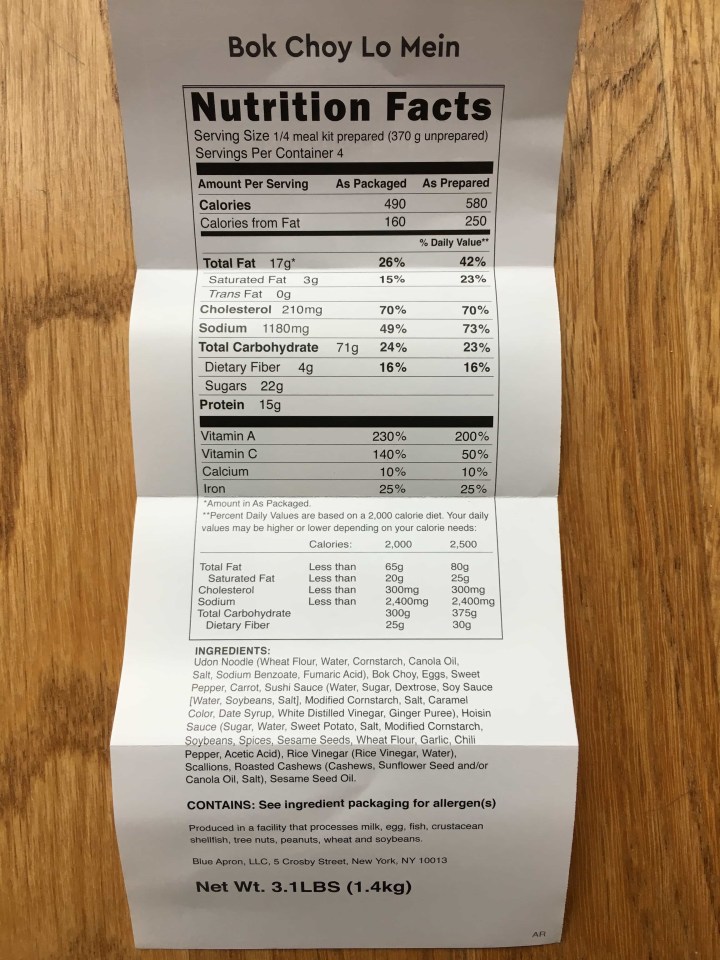 Bok Choy Lo Mein
Nutrition Facts
Serving Size 1/4 meal kit prepared (370 g unprepared)
Servings Per Container 4
Amount Per Serving As Packaged As Prepared
Calories 490 580
Calories from Fat 160 250
% Daily Value**
Total Fat 17g* 26% 42%
Saturated Fat 3g 15% 23%
Trans Fat 0g
Cholesterol 210mg 70% 70%
Sodium 1180mg 49% 73%
Total Carbohydrate 71g 24% 23%
Dietary Fiber 4g 16% 16%
Sugars 22g
Protein 15g
Vitamin A 230% 200%
Vitamin C 140% 50%
Calcium 10% 10%
Iron 25% 25%
*Amount in As Packaged.
**Percent Daily Values are based on a 2,000 calorie diet. Your daily
values may be higher or lower depending on your calorie needs:
Calories: 2,000 2,500
Total Fat Less than 65g 80g
Saturated Fat Less than 20g 25g
Cholesterol Less than 300mg 300mg
Sodium Less than 2,400mg 2,400mg
Total Carbohydrate 300g 375g
Dietary Fiber 25g 30g
INGREDIENTS:
Udon Noodle (Wheat Flour, Water, Cornstarch, Canola Oil,
Salt, Sodium Benzoate, Fumaric Acid), Bok Choy, Eggs, Sweet
Pepper, Carrot, Sushi Sauce (Water, Sugar, Dextrose, Soy Sauce
[Water, Soybeans, Salt], Modified Cornstarch, Salt, Caramel
Color, Date Syrup, White Distilled Vinegar, Ginger Puree), Hoisin
Sauce (Sugar, Water, Sweet Potato, Salt, Modified Cornstarch,
Soybeans, Spices, Sesame Seeds, Wheat Flour, Garlic, Chili
Pepper, Acetic Acid), Rice Vinegar (Rice Vinegar, Water),
Scallions, Roasted Cashews (Cashews, Sunflower Seed and/or
Canola Oil, Salt), Sesame Seed Oil.
CONTAINS: See ingredient packaging for allergen(s)
Produced in a facility that processes milk, egg, fish, crustacean
shellfish, tree nuts, peanuts, wheat and soybeans.
Blue Apron, LLC, 5 Crosby Street, New York, NY 10013
Net Wt. 3.1LBS (1.4kg)
AR